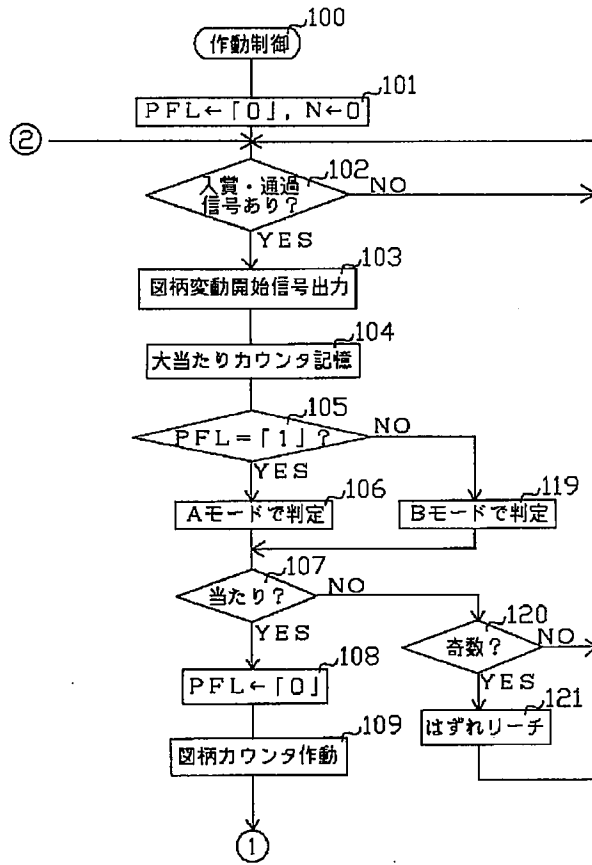 100
作動制御
101
PFL←「0」, N←0
②
102
入賞・通過
信号あり？
NO
YES
103
図柄変動開始信号出力
104
大当たりカウンタ記憶
105
PFL=「1」？
NO
YES
106
Aモードで判定
119
Bモードで判定
107
当たり？
NO
YES
120
奇数？
NO
YES
108
PFL←「0」
121
はずれリーチ
109
図柄カウンタ作動
①